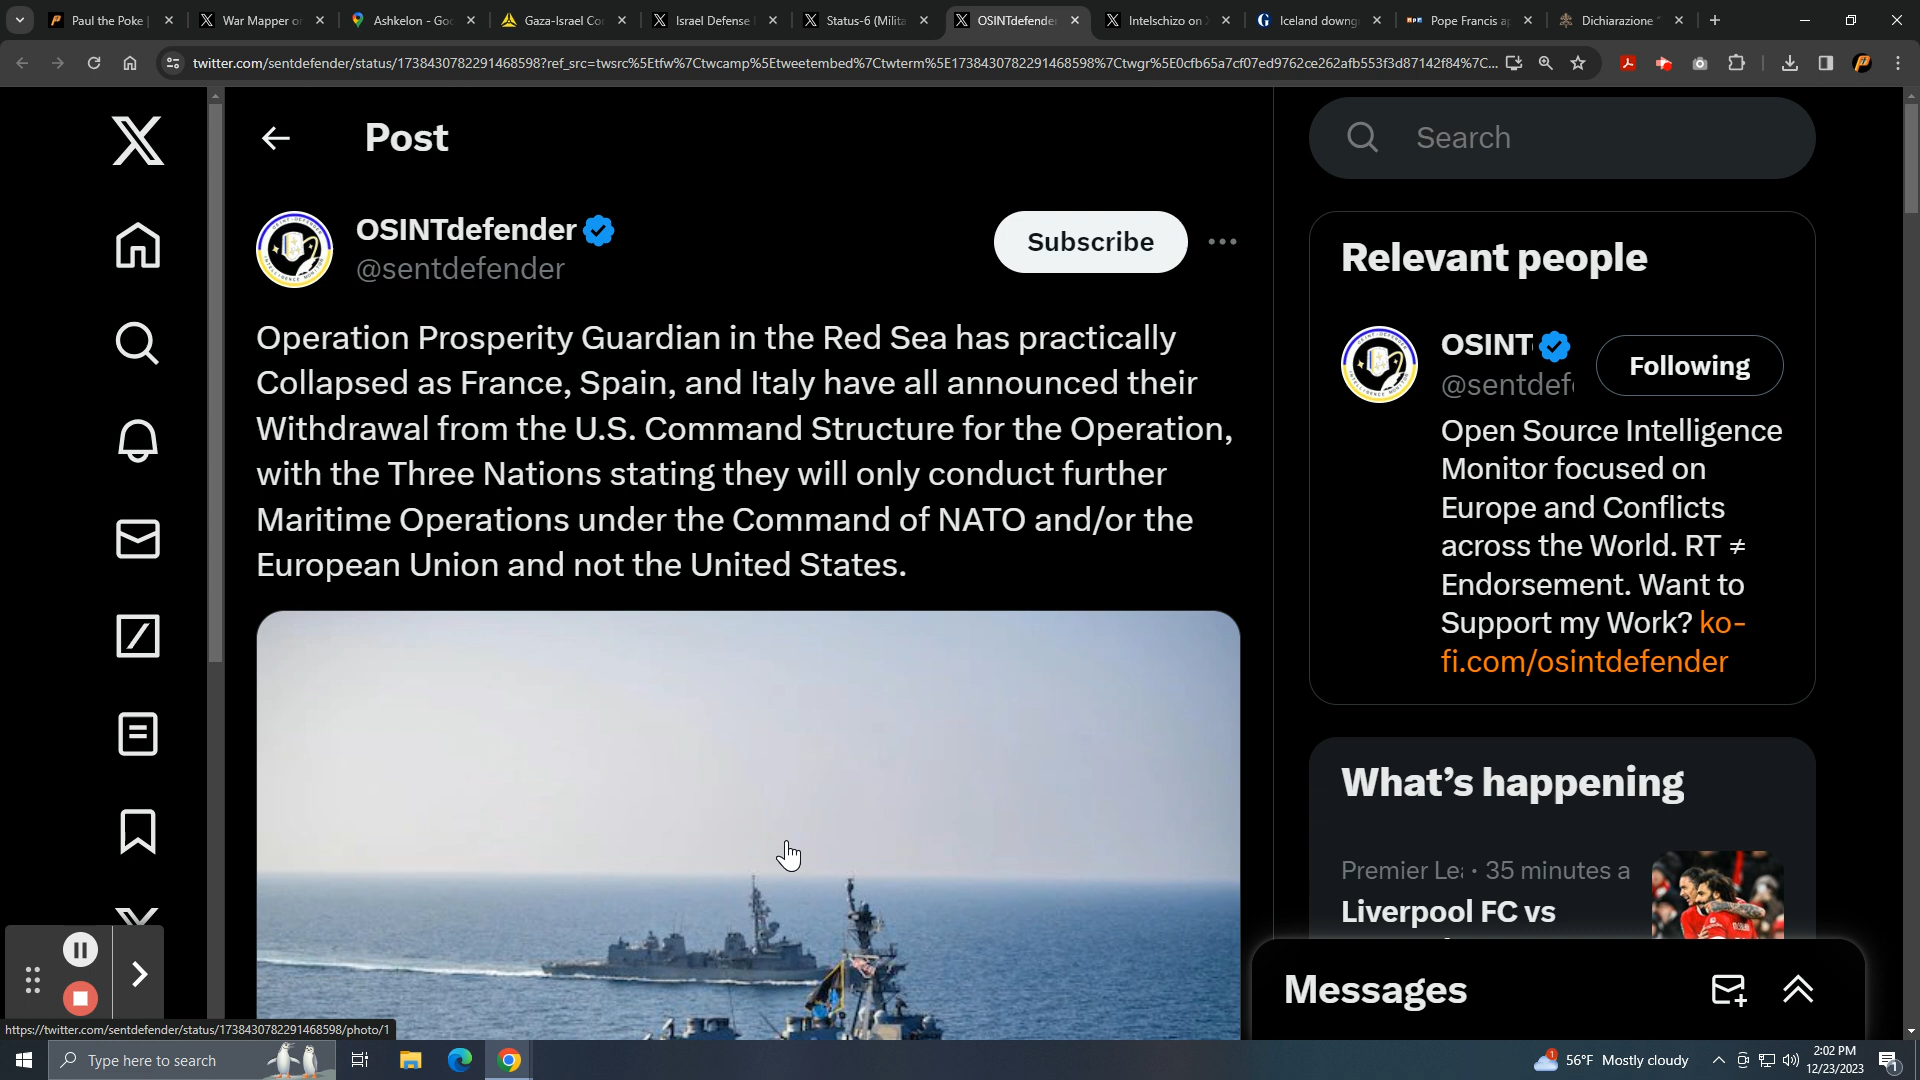 Paul the Poke |
War Mapper or
Ashkelon - Goo
Gaza-Israel Cor
Israel Defense
Status-6 (Milita
OSINTdefende
Intelschizo on
Iceland downg
Pope Francis ap
Dichiarazione
twitter.com/sentdefender/status/1738430782291468598?ref_src=twsrc%5Etfw%7Ctwcamp%5Etweetembed%7Ctwterm%5E1738430782291468598%7Ctwgr%5E0cfb65a7cf07ed9762ce262afb553f3d87142f84%7C...
Post
OSINTdefender
@sentdefender
Subscribe
Operation Prosperity Guardian in the Red Sea has practically
Collapsed as France, Spain, and Italy have all announced their
Withdrawal from the U.S. Command Structure for the Operation,
with the Three Nations stating they will only conduct further
Maritime Operations under the Command of NATO and/or the
European Union and not the United States.
Search
Relevant people
OSINT
@sentdef
Following
Open Source Intelligence
Monitor focused on
Europe and Conflicts
across the World. RT ≠
Endorsement. Want to
Support my Work? ko-
fi.com/osintdefender
What's happening
Premier Le · 35 minutes a
Liverpool FC vs
Messages
https://twitter.com/sentdefender/status/1738430782291468598/photo/1
Type here to search
1
56°F Mostly cloudy
2:02 PM
12/23/2023
1